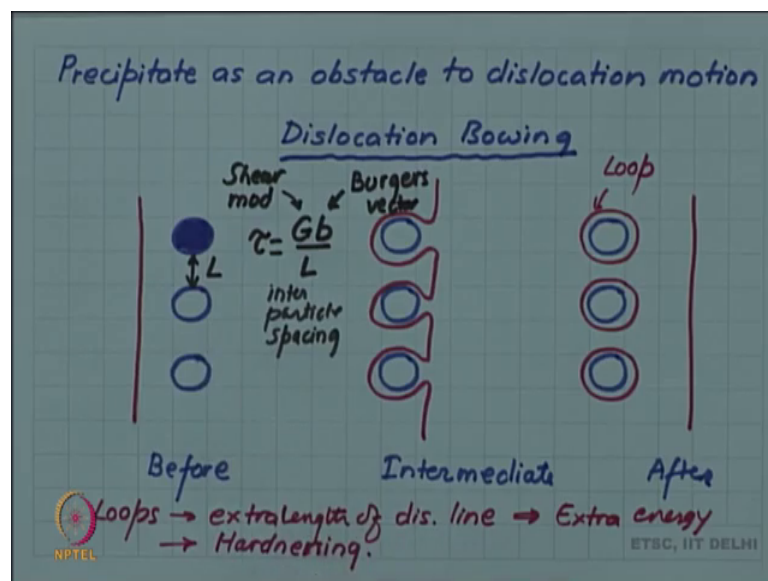 Precipitate as an obstacle to dislocation motion
Dislocation Bowing
Shear mod
Burgers vector
τ = Gb/L
inter particle spacing
L
Loop
Before
Intermediate
After
Loops → extra length of dis. line ⇒ Extra energy
→ Hardnening.
NPTEL
ETSC, IIT DELHI